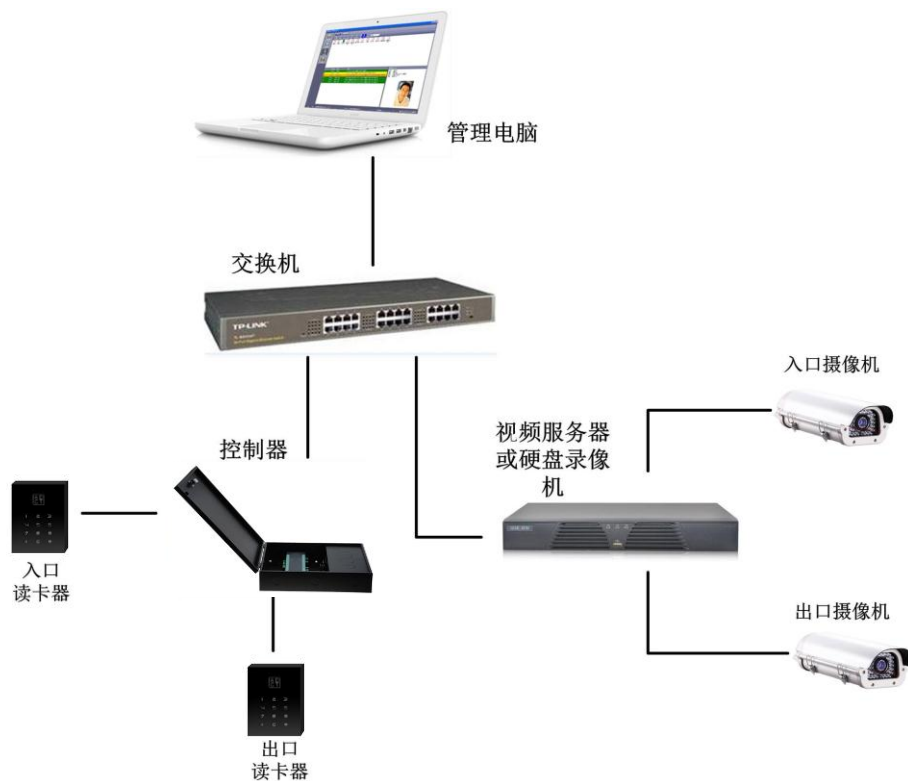 管理电脑
交换机
TP-LINK
入口摄像机
视频服务器
或硬盘录像
机
控制器
入口
读卡器
出口摄像机
出口
读卡器